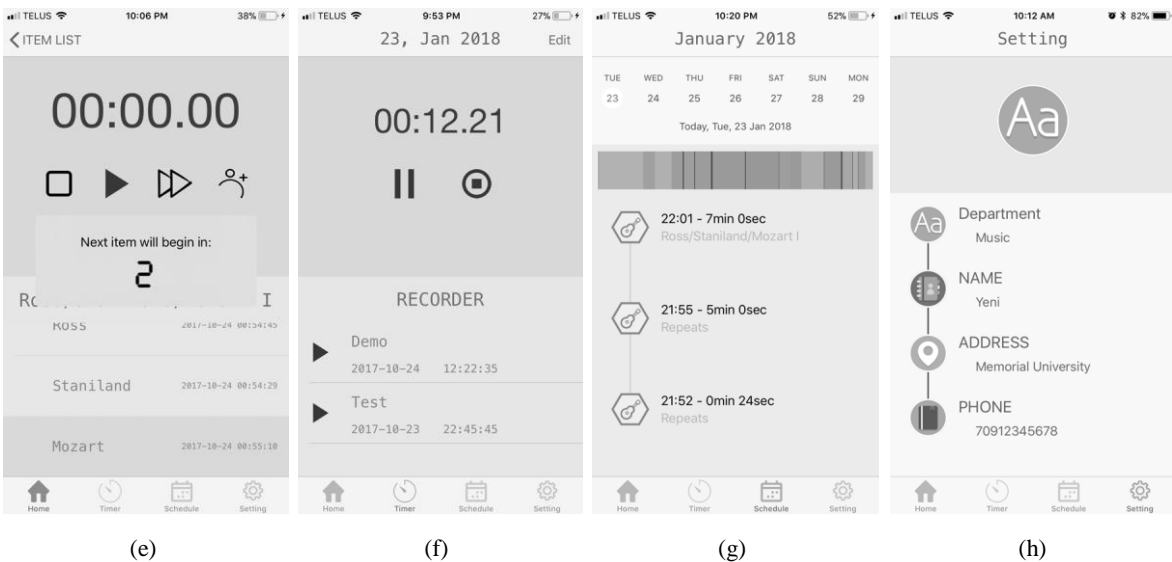 TELUS 10:06 PM 38%
ITEM LIST
00:00.00
Next item will begin in:
2
I
Ross 2017-10-24 00:54:45
Staniland 2017-10-24 00:54:29
Mozart 2017-10-24 00:55:10
Home Timer Schedule Setting
(e)
TELUS 9:53 PM 27%
23, Jan 2018 Edit
00:12.21
RECORDER
Demo
2017-10-24 12:22:35
Test
2017-10-23 22:45:45
Home Timer Schedule Setting
(f)
TELUS 10:20 PM 52%
January 2018
TUE WED THU FRI SAT SUN MON
23 24 25 26 27 28 29
Today, Tue, 23 Jan 2018
22:01 - 7min 0sec
Ross/Staniland/Mozart I
21:55 - 5min 0sec
Repeats
21:52 - 0min 24sec
Repeats
Home Timer Schedule Setting
(g)
TELUS 10:12 AM 82%
Setting
Aa
Aa Department
Music
NAME
Yeni
ADDRESS
Memorial University
PHONE
70912345678
Home Timer Schedule Setting
(h)